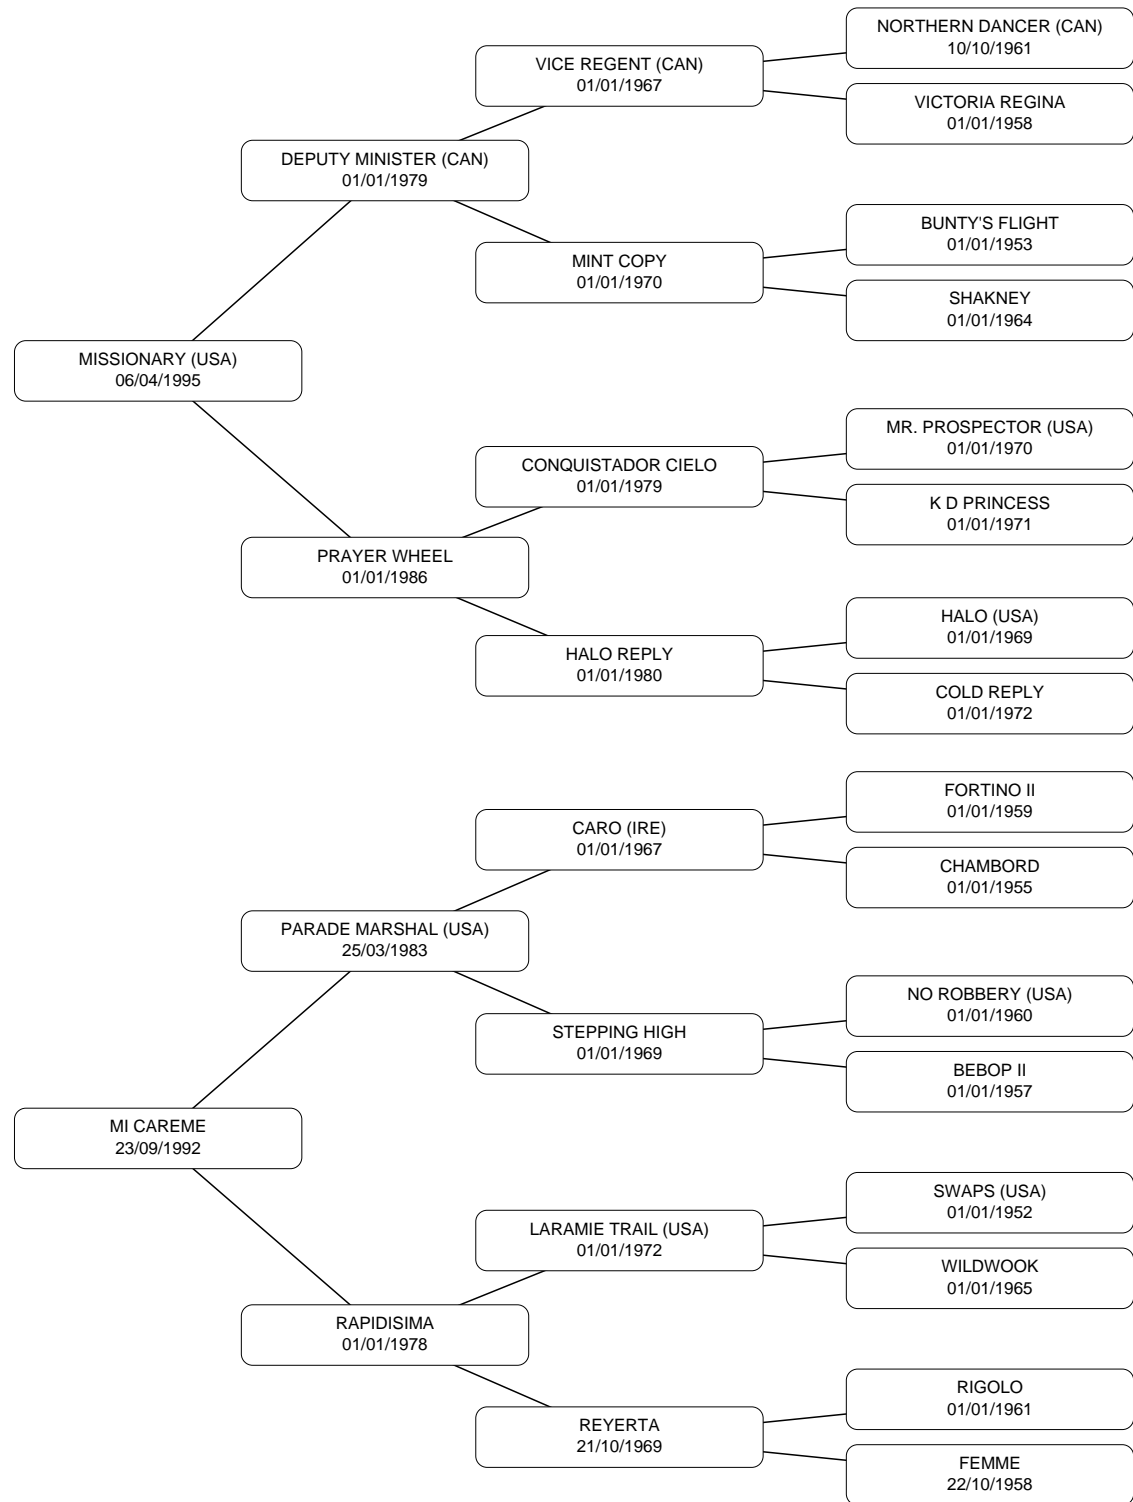 NORTHERN DANCER (CAN)
10/10/1961
VICE REGENT (CAN)
01/01/1967
VICTORIA REGINA
01/01/1958
DEPUTY MINISTER (CAN)
01/01/1979
BUNTY'S FLIGHT
01/01/1953
MINT COPY
01/01/1970
SHAKNEY
01/01/1964
MISSIONARY (USA)
06/04/1995
MR. PROSPECTOR (USA)
01/01/1970
CONQUISTADOR CIELO
01/01/1979
K D PRINCESS
01/01/1971
PRAYER WHEEL
01/01/1986
HALO (USA)
01/01/1969
HALO REPLY
01/01/1980
COLD REPLY
01/01/1972
FORTINO II
01/01/1959
CARO (IRE)
01/01/1967
CHAMBORD
01/01/1955
PARADE MARSHAL (USA)
25/03/1983
NO ROBBERY (USA)
01/01/1960
STEPPING HIGH
01/01/1969
BEBOP II
01/01/1957
MI CAREME
23/09/1992
SWAPS (USA)
01/01/1952
LARAMIE TRAIL (USA)
01/01/1972
WILDWOOK
01/01/1965
RAPIDISIMA
01/01/1978
RIGOLO
01/01/1961
REYERTA
21/10/1969
FEMME
22/10/1958